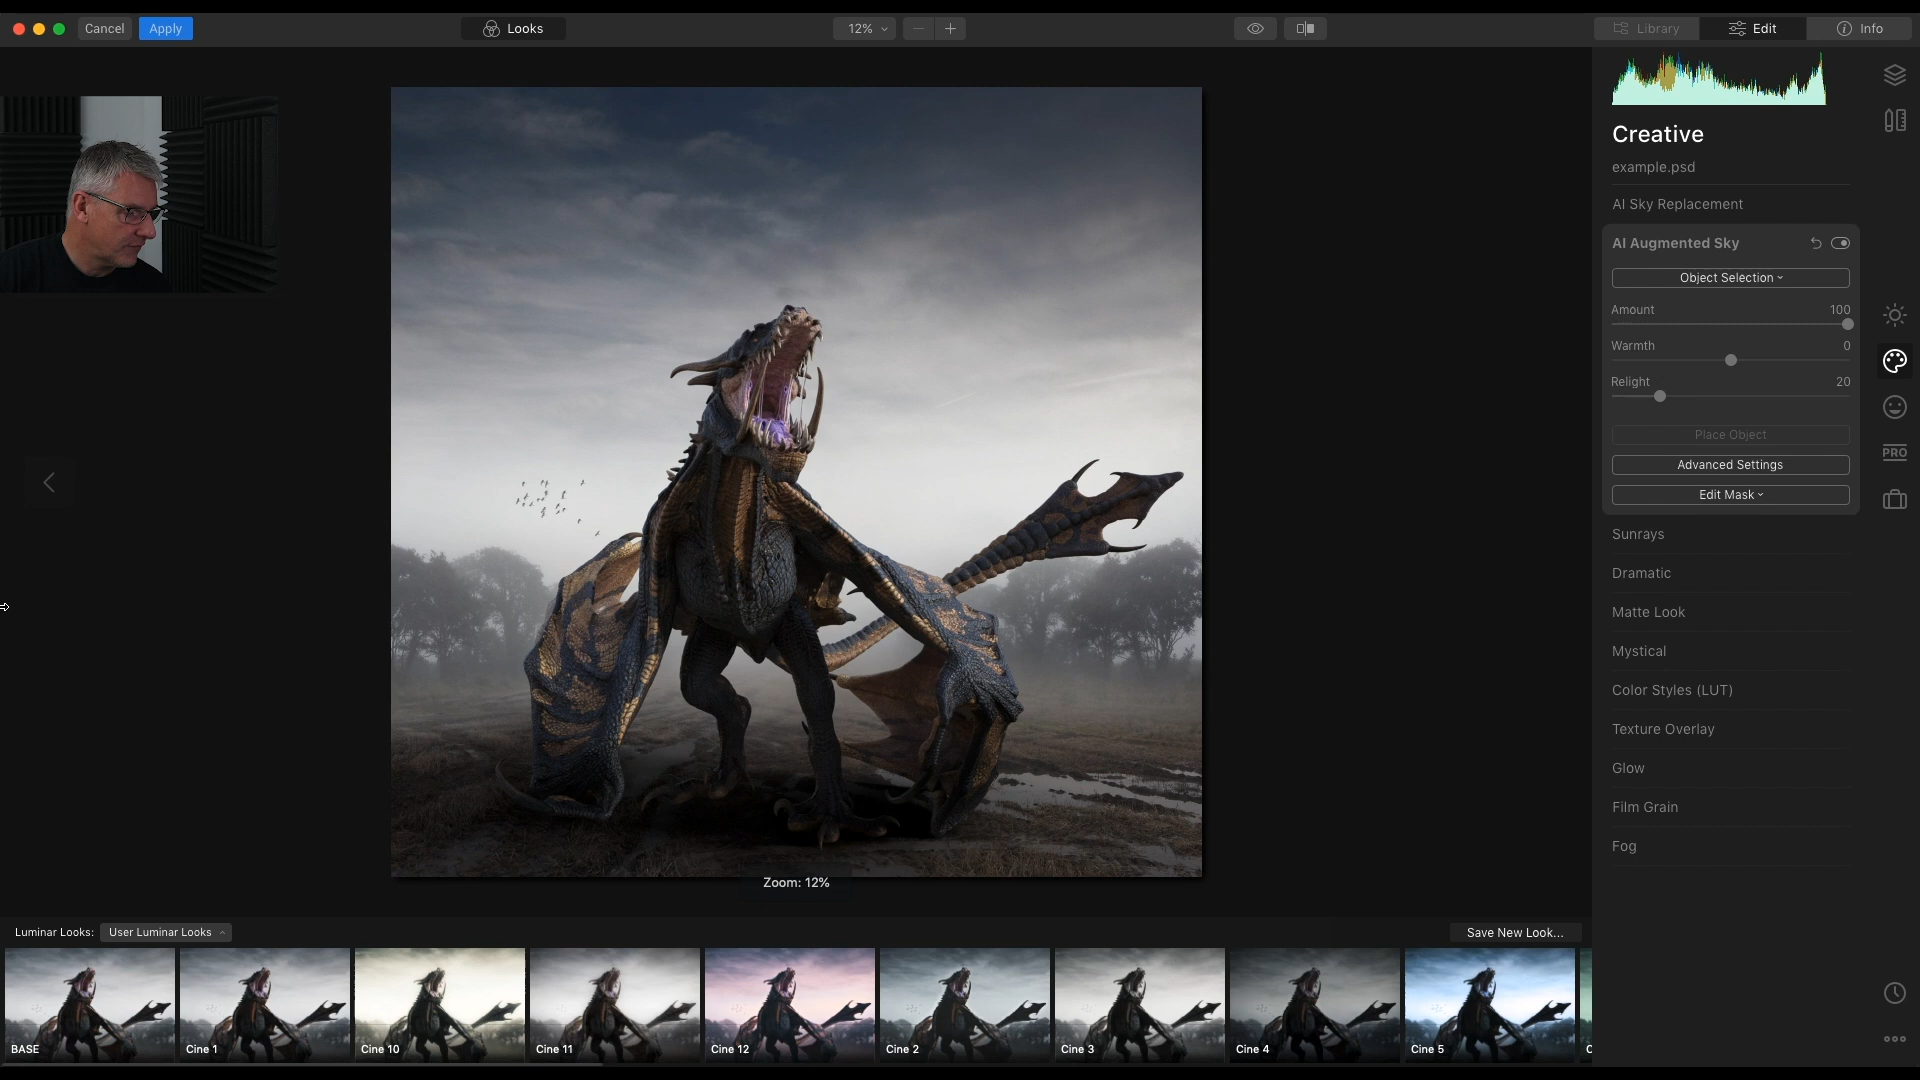 Cancel Apply Looks 12% Library Edit Info
Creative
example.psd
AI Sky Replacement
AI Augmented Sky
Object Selection
Amount 100
Warmth 0
Relight 20
Place Object
Advanced Settings
Edit Mask
Sunrays
Dramatic
Matte Look
Mystical
Color Styles (LUT)
Texture Overlay
Glow
Film Grain
Fog
PRO
Zoom: 12%
Luminar Looks: User Luminar Looks Save New Look...
BASE Cine 1 Cine 10 Cine 11 Cine 12 Cine 2 Cine 3 Cine 4 Cine 5